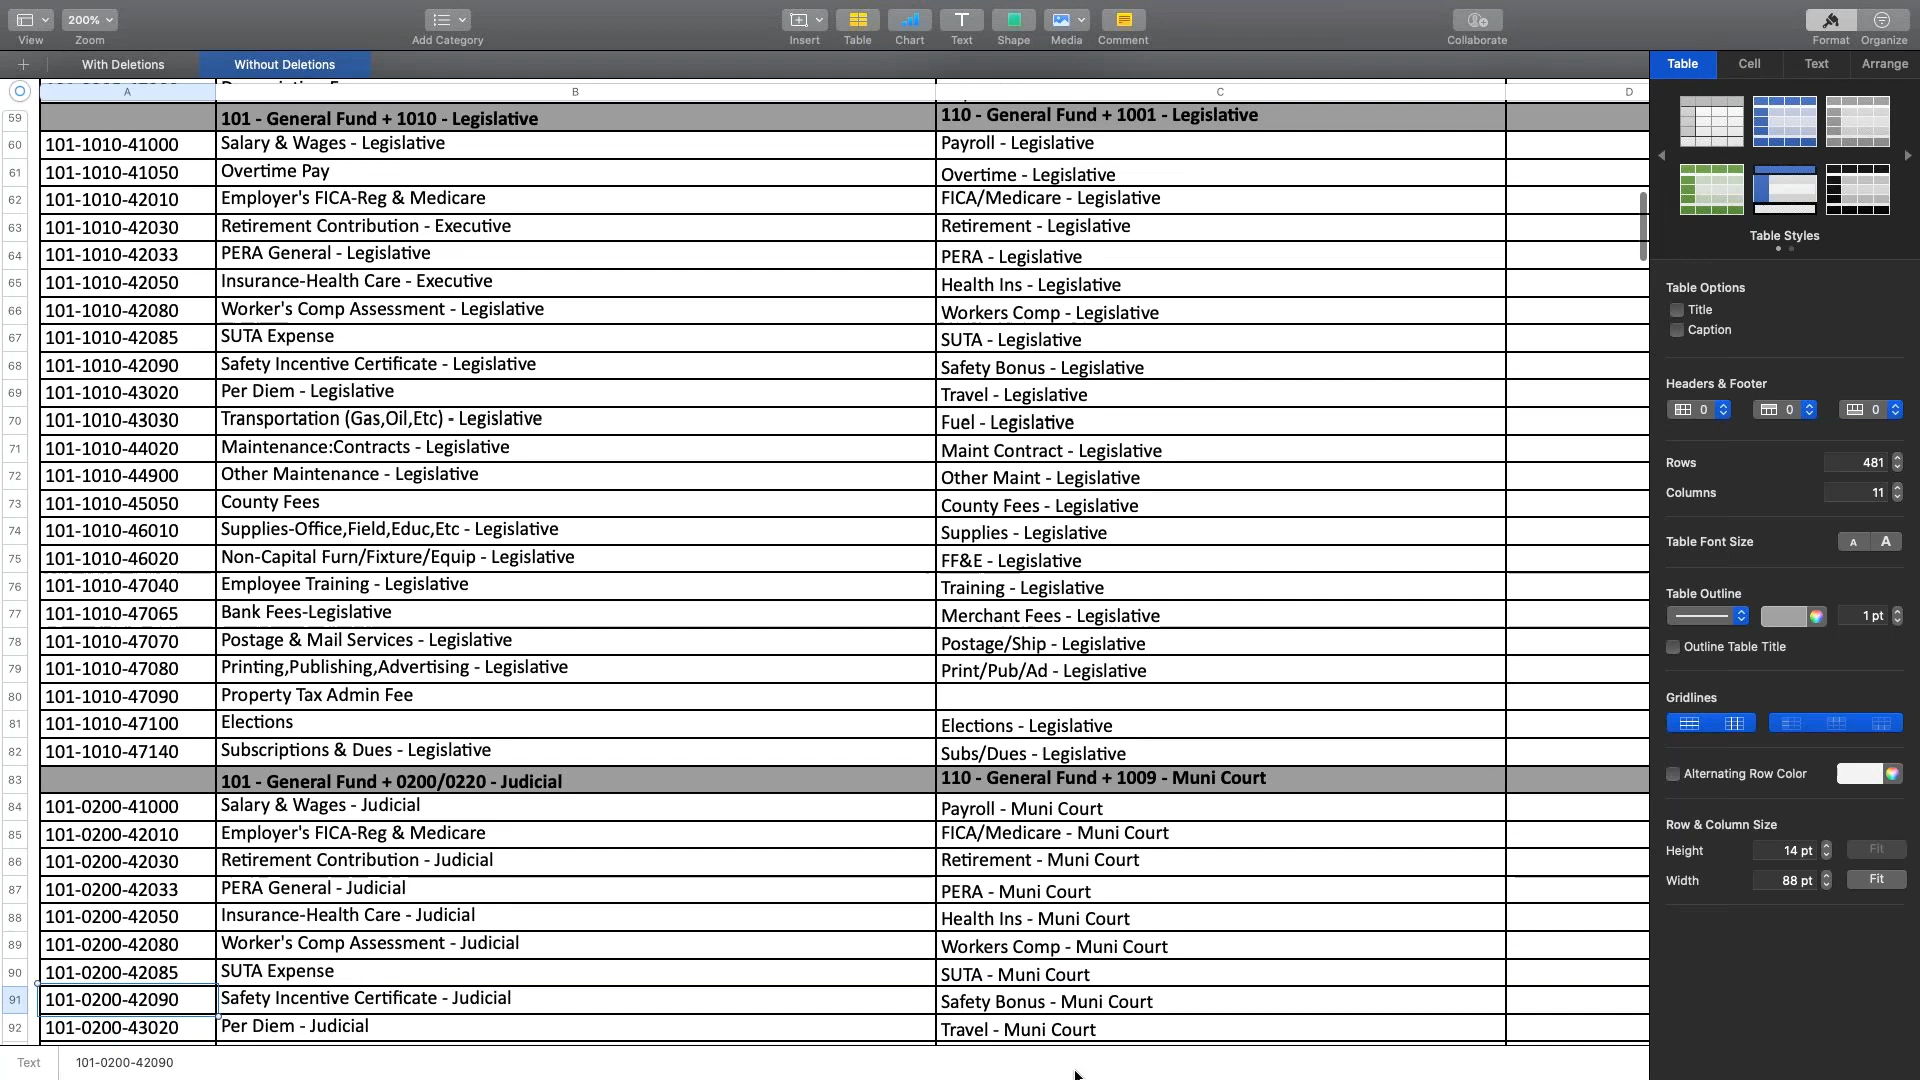 200%
View
Zoom
Add Category
Insert
Table
Chart
Text
Shape
Media
Comment
Collaborate
Format
Organize
With Deletions
Without Deletions
Table
Cell
Text
Arrange
A B C D
59 101 - General Fund + 1010 - Legislative 110 - General Fund + 1001 - Legislative
60 101-1010-41000 Salary & Wages - Legislative Payroll - Legislative
61 101-1010-41050 Overtime Pay Overtime - Legislative
62 101-1010-42010 Employer's FICA-Reg & Medicare FICA/Medicare - Legislative
63 101-1010-42030 Retirement Contribution - Executive Retirement - Legislative
64 101-1010-42033 PERA General - Legislative PERA - Legislative
65 101-1010-42050 Insurance-Health Care - Executive Health Ins - Legislative
66 101-1010-42080 Worker's Comp Assessment - Legislative Workers Comp - Legislative
67 101-1010-42085 SUTA Expense SUTA - Legislative
68 101-1010-42090 Safety Incentive Certificate - Legislative Safety Bonus - Legislative
69 101-1010-43020 Per Diem - Legislative Travel - Legislative
70 101-1010-43030 Transportation (Gas,Oil,Etc) - Legislative Fuel - Legislative
71 101-1010-44020 Maintenance:Contracts - Legislative Maint Contract - Legislative
72 101-1010-44900 Other Maintenance - Legislative Other Maint - Legislative
73 101-1010-45050 County Fees County Fees - Legislative
74 101-1010-46010 Supplies-Office,Field,Educ,Etc - Legislative Supplies - Legislative
75 101-1010-46020 Non-Capital Furn/Fixture/Equip - Legislative FF&E - Legislative
76 101-1010-47040 Employee Training - Legislative Training - Legislative
77 101-1010-47065 Bank Fees-Legislative Merchant Fees - Legislative
78 101-1010-47070 Postage & Mail Services - Legislative Postage/Ship - Legislative
79 101-1010-47080 Printing,Publishing,Advertising - Legislative Print/Pub/Ad - Legislative
80 101-1010-47090 Property Tax Admin Fee
81 101-1010-47100 Elections Elections - Legislative
82 101-1010-47140 Subscriptions & Dues - Legislative Subs/Dues - Legislative
83 101 - General Fund + 0200/0220 - Judicial 110 - General Fund + 1009 - Muni Court
84 101-0200-41000 Salary & Wages - Judicial Payroll - Muni Court
85 101-0200-42010 Employer's FICA-Reg & Medicare FICA/Medicare - Muni Court
86 101-0200-42030 Retirement Contribution - Judicial Retirement - Muni Court
87 101-0200-42033 PERA General - Judicial PERA - Muni Court
88 101-0200-42050 Insurance-Health Care - Judicial Health Ins - Muni Court
89 101-0200-42080 Worker's Comp Assessment - Judicial Workers Comp - Muni Court
90 101-0200-42085 SUTA Expense SUTA - Muni Court
91 101-0200-42090 Safety Incentive Certificate - Judicial Safety Bonus - Muni Court
92 101-0200-43020 Per Diem - Judicial Travel - Muni Court
Text 101-0200-42090
Table Styles
Table Options
Title
Caption
Headers & Footer
0 0 0
Rows 481
Columns 11
Table Font Size A A
Table Outline
1 pt
Outline Table Title
Gridlines
Alternating Row Color
Row & Column Size
Height 14 pt Fit
Width 88 pt Fit